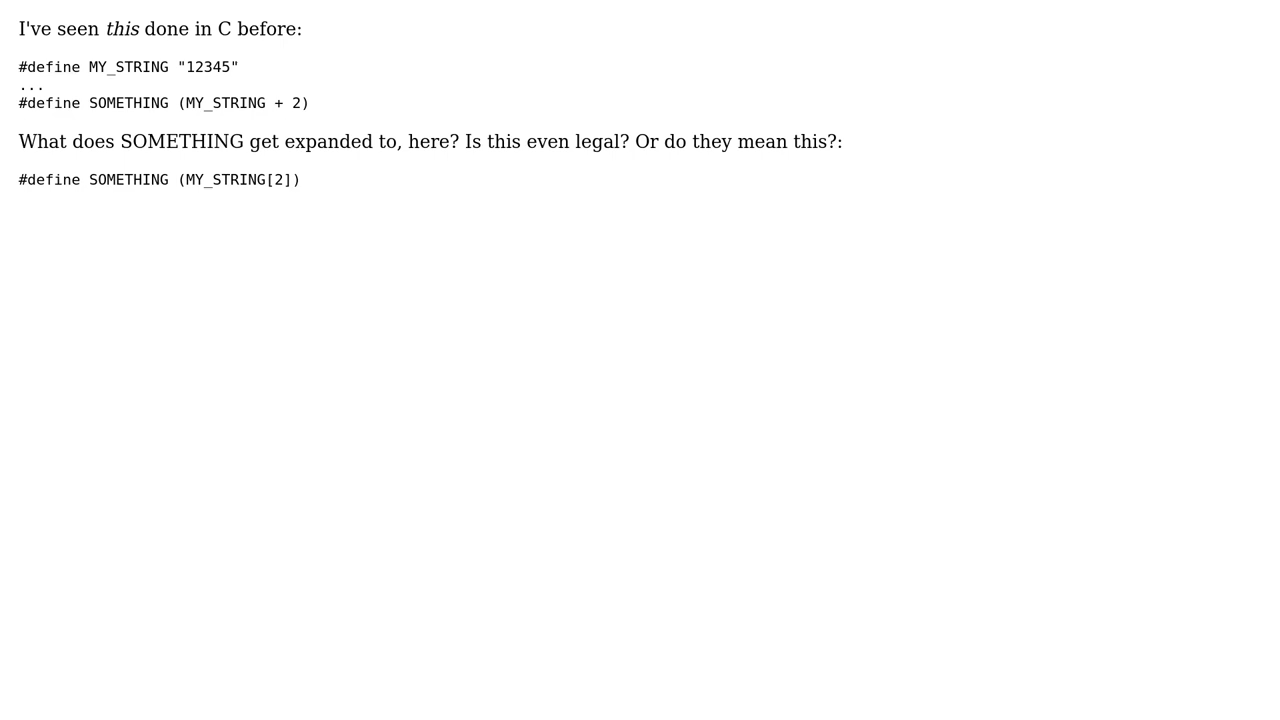 I've seen this done in C before:
#define MY_STRING "12345"
...
#define SOMETHING (MY_STRING + 2)
What does SOMETHING get expanded to, here? Is this even legal? Or do they mean this?:
#define SOMETHING (MY_STRING[2])